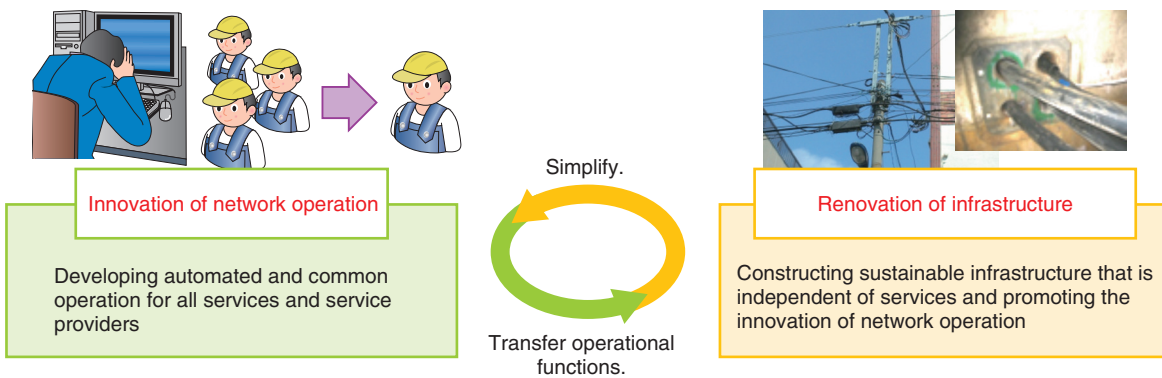 Innovation of network operation
Developing automated and common
operation for all services and service
providers
Simplify.
Transfer operational
functions.
Renovation of infrastructure
Constructing sustainable infrastructure that is
independent of services and promoting the
innovation of network operation